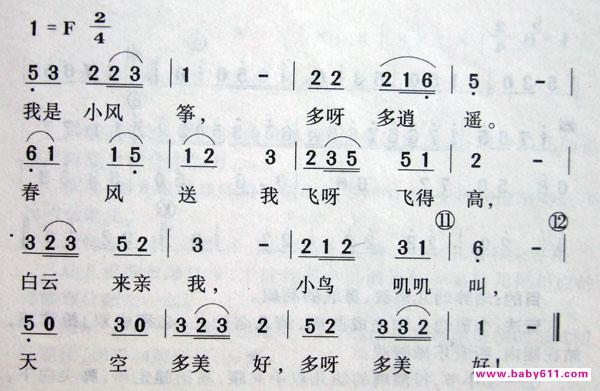 1=F 2/4
5 3 2 2 3 | 1 - | 2 2 2 1 6 | 5 - |
我是 小风 筝， 多呀 多逍 遥。
6 1 1 5 | 1 2 3 | 2 3 5 5 1 | 2 - |
春 风 送 我 飞呀 飞得 高，
⑪ ⑫
3 2 3 5 2 | 3 - | 2 1 2 3 1 | 6 - |
白云 来亲 我， 小鸟 叽叽 叫，
5 0 3 0 | 3 2 3 2 | 5 2 3 3 2 | 1 - ‖
天 空 多美 好，多呀 多美 好！
www.baby611.com